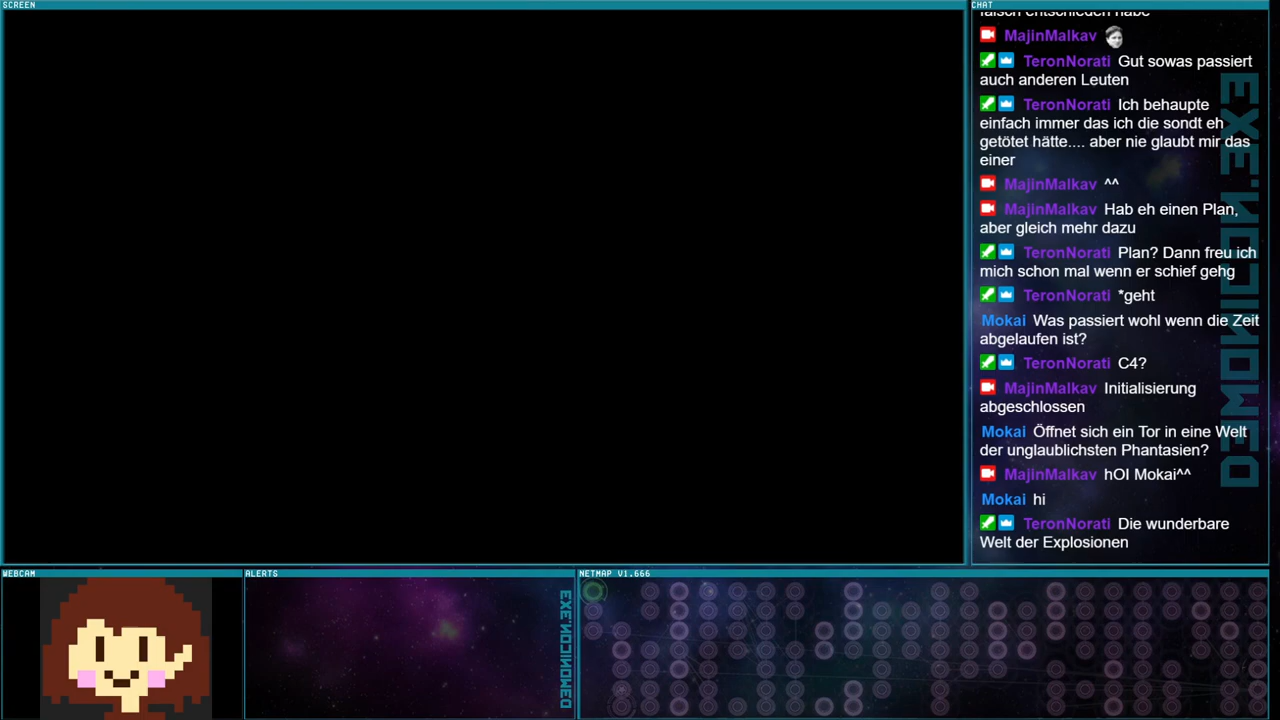 SCREEN
CHAT
falsch entschieden habe
MajinMalkav
TeronNorati Gut sowas passiert
auch anderen Leuten
TeronNorati Ich behaupte
einfach immer das ich die sondt eh
getötet hätte.... aber nie glaubt mir das
einer
MajinMalkav ^^
MajinMalkav Hab eh einen Plan,
aber gleich mehr dazu
TeronNorati Plan? Dann freu ich
mich schon mal wenn er schief gehg
TeronNorati *geht
Mokai Was passiert wohl wenn die Zeit
abgelaufen ist?
TeronNorati C4?
MajinMalkav Initialisierung
abgeschlossen
Mokai Öffnet sich ein Tor in eine Welt
der unglaublichsten Phantasien?
MajinMalkav hOI Mokai^^
Mokai hi
TeronNorati Die wunderbare
Welt der Explosionen
WEBCAM
ALERTS
NETMAP V1.666